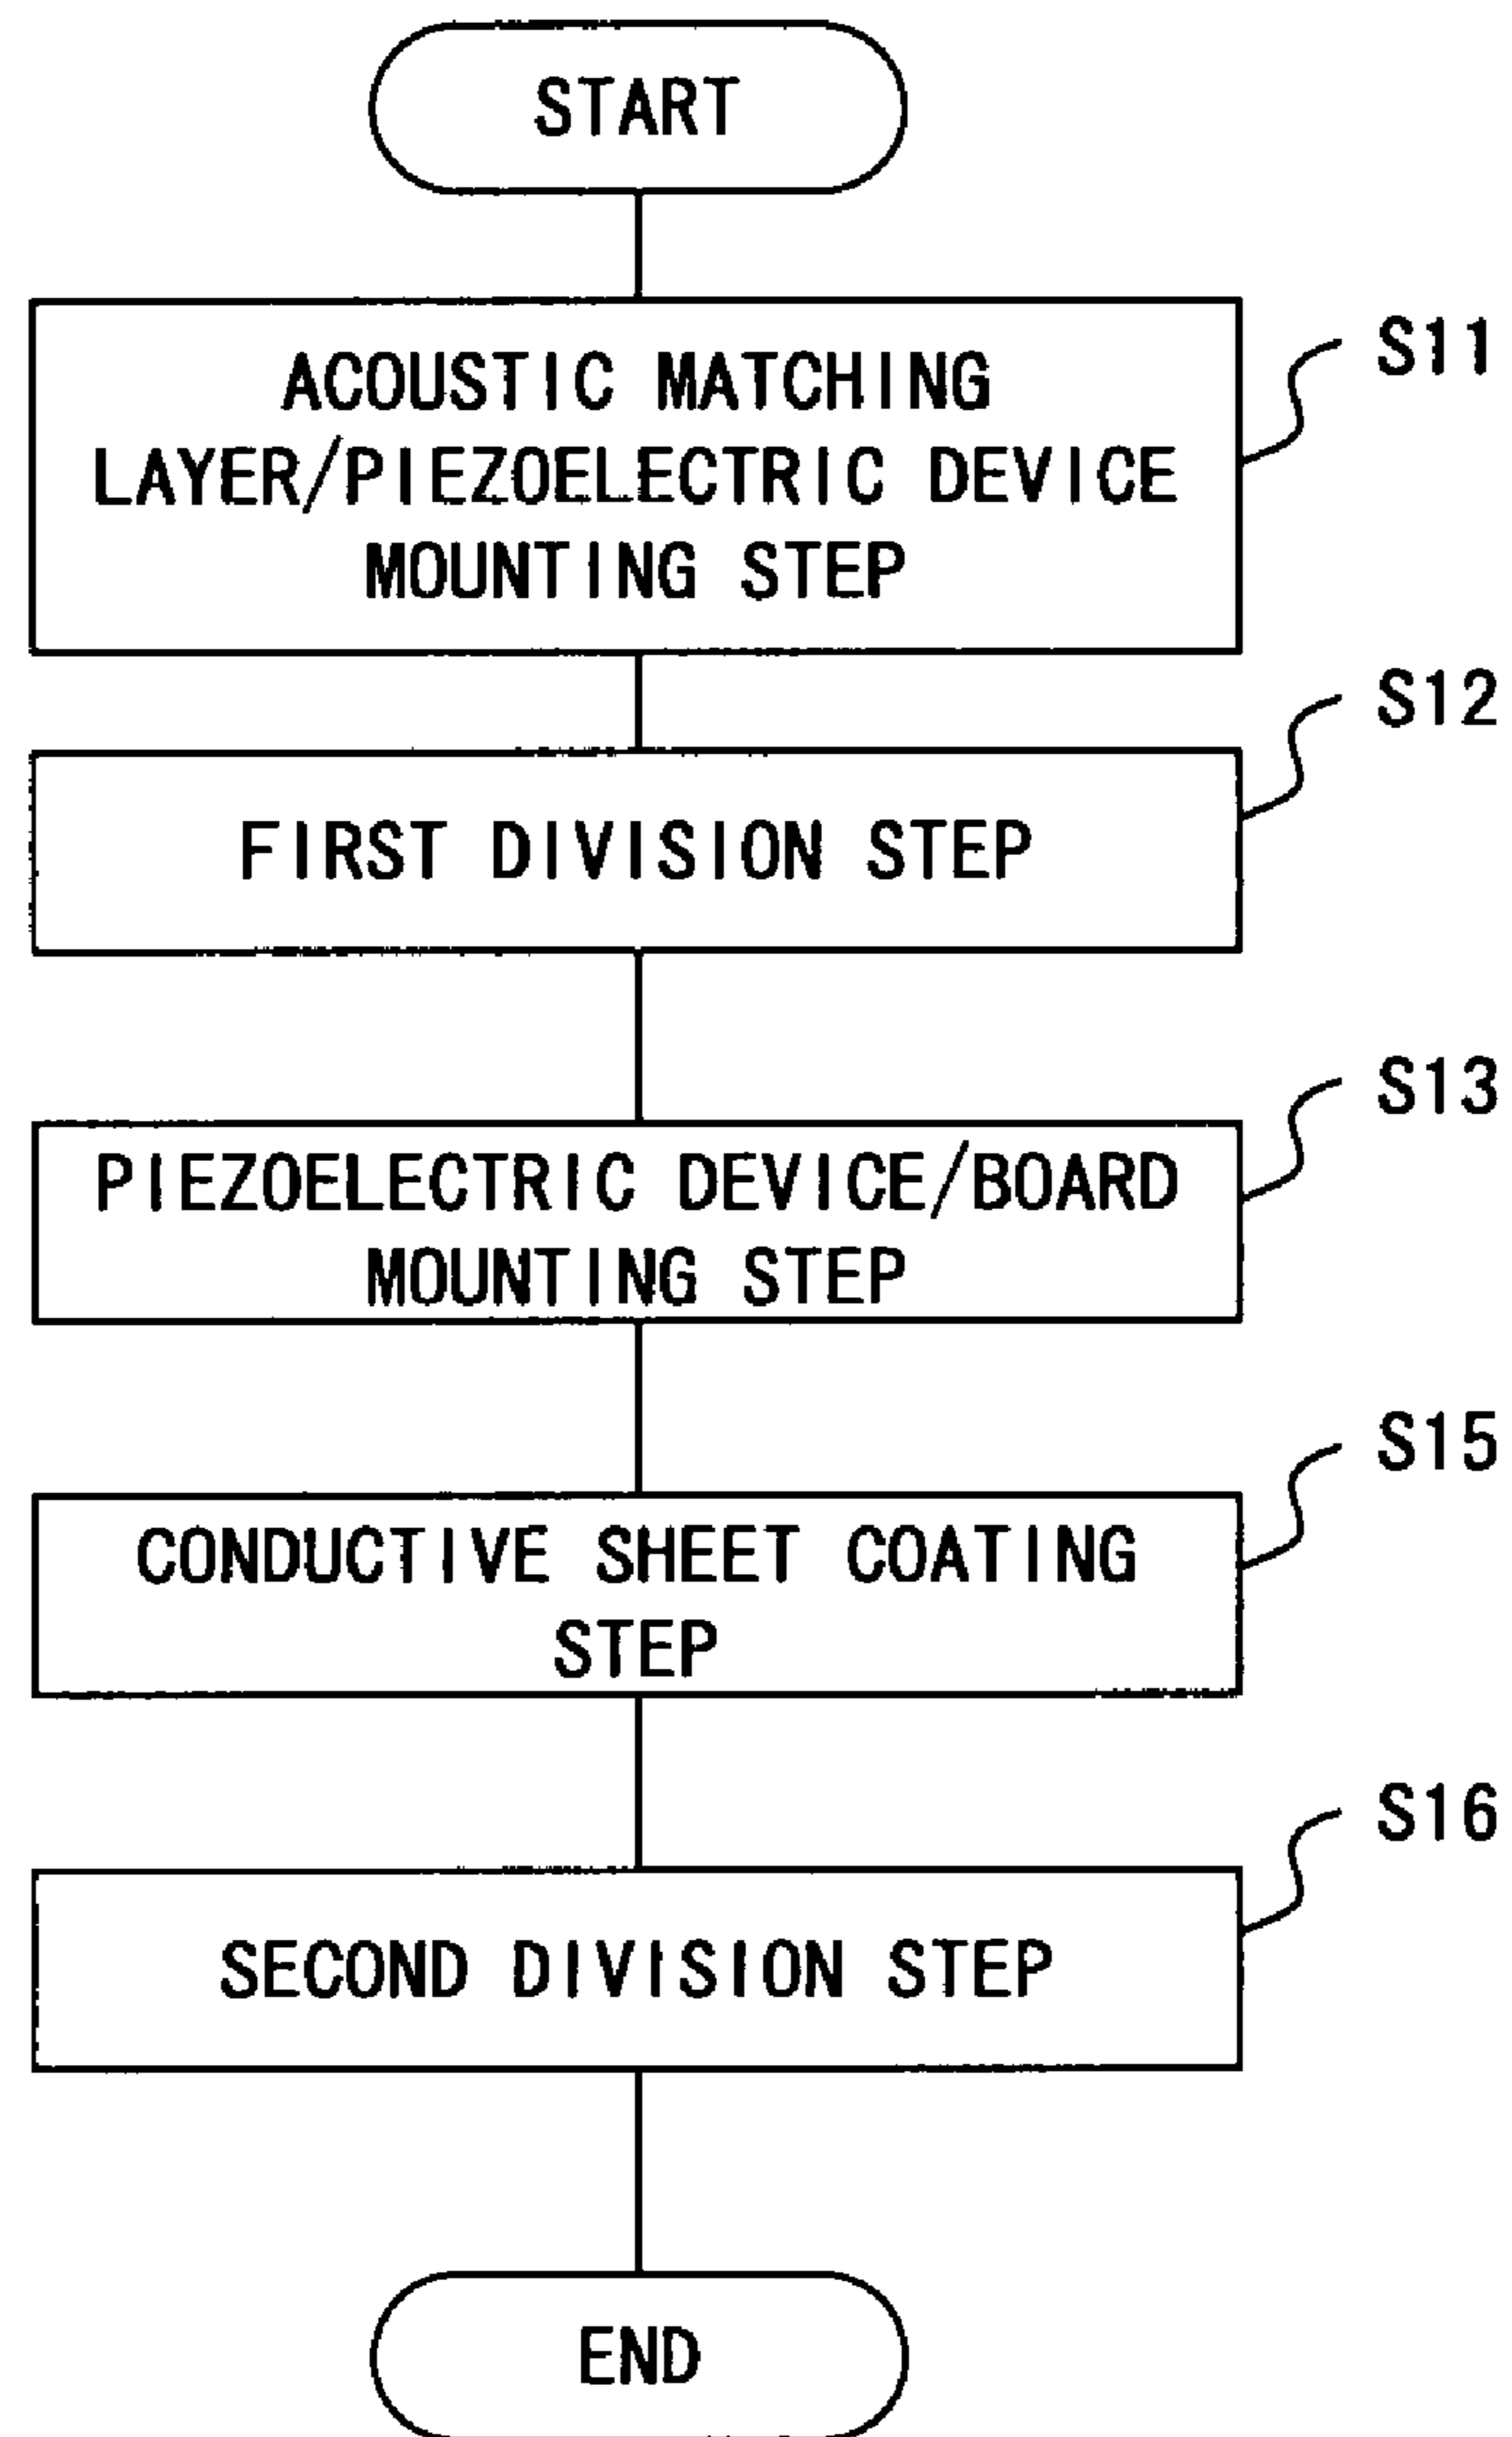 START
ACOUSTIC MATCHING
LAYER/PIEZOELECTRIC DEVICE
MOUNTING STEP
S11
FIRST DIVISION STEP
S12
PIEZOELECTRIC DEVICE/BOARD
MOUNTING STEP
S13
CONDUCTIVE SHEET COATING
STEP
S15
SECOND DIVISION STEP
S16
END